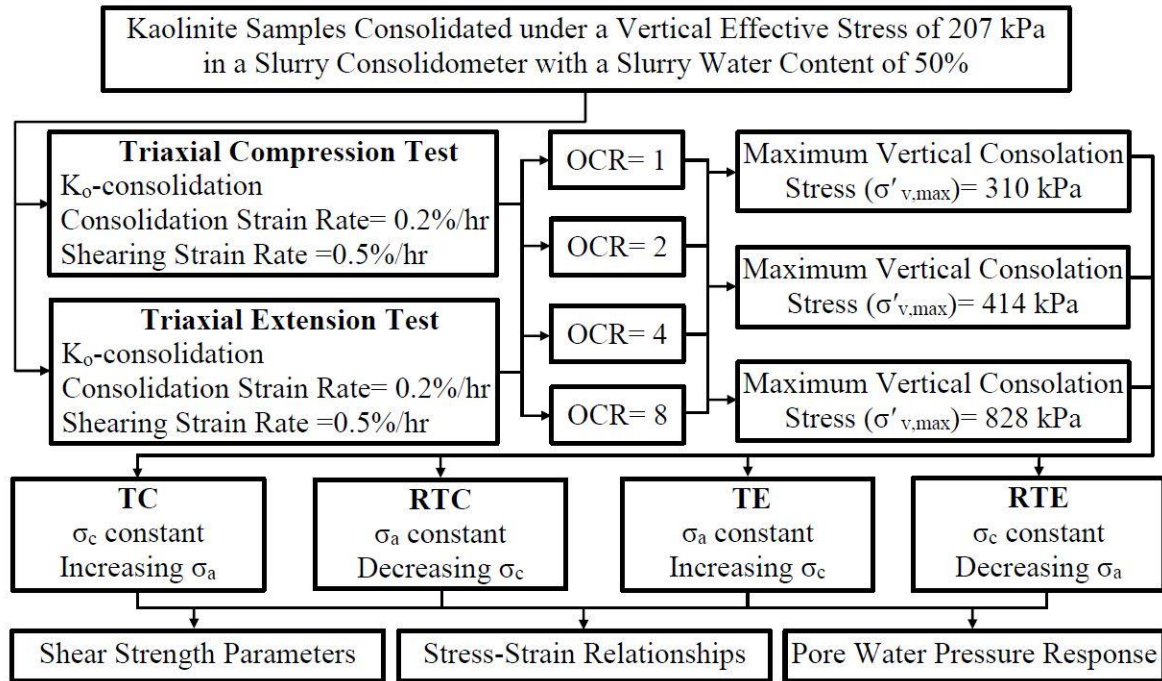 Kaolinite Samples Consolidated under a Vertical Effective Stress of 207 kPa
in a Slurry Consolidometer with a Slurry Water Content of 50%
Triaxial Compression Test
Kₒ-consolidation
Consolidation Strain Rate= 0.2%/hr
Shearing Strain Rate =0.5%/hr
Triaxial Extension Test
Kₒ-consolidation
Consolidation Strain Rate= 0.2%/hr
Shearing Strain Rate =0.5%/hr
OCR= 1
OCR= 2
OCR= 4
OCR= 8
Maximum Vertical Consolation
Stress (σ′v,max)= 310 kPa
Maximum Vertical Consolation
Stress (σ′v,max)= 414 kPa
Maximum Vertical Consolation
Stress (σ′v,max)= 828 kPa
TC
σc constant
Increasing σa
RTC
σa constant
Decreasing σc
TE
σa constant
Increasing σc
RTE
σc constant
Decreasing σa
Shear Strength Parameters
Stress-Strain Relationships
Pore Water Pressure Response